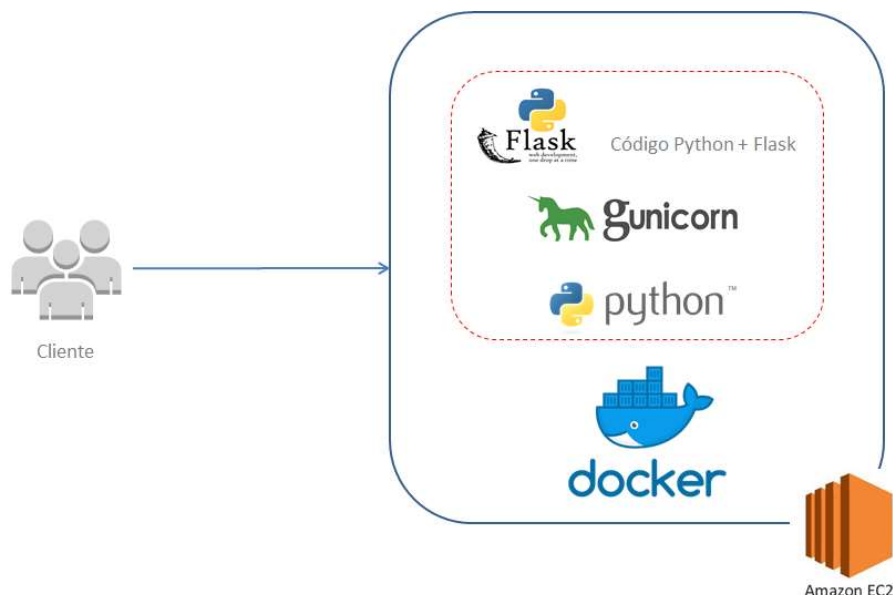 Flask
web development,
one drop at a time
Código Python + Flask
gunicorn
python™
Cliente
docker
Amazon EC2